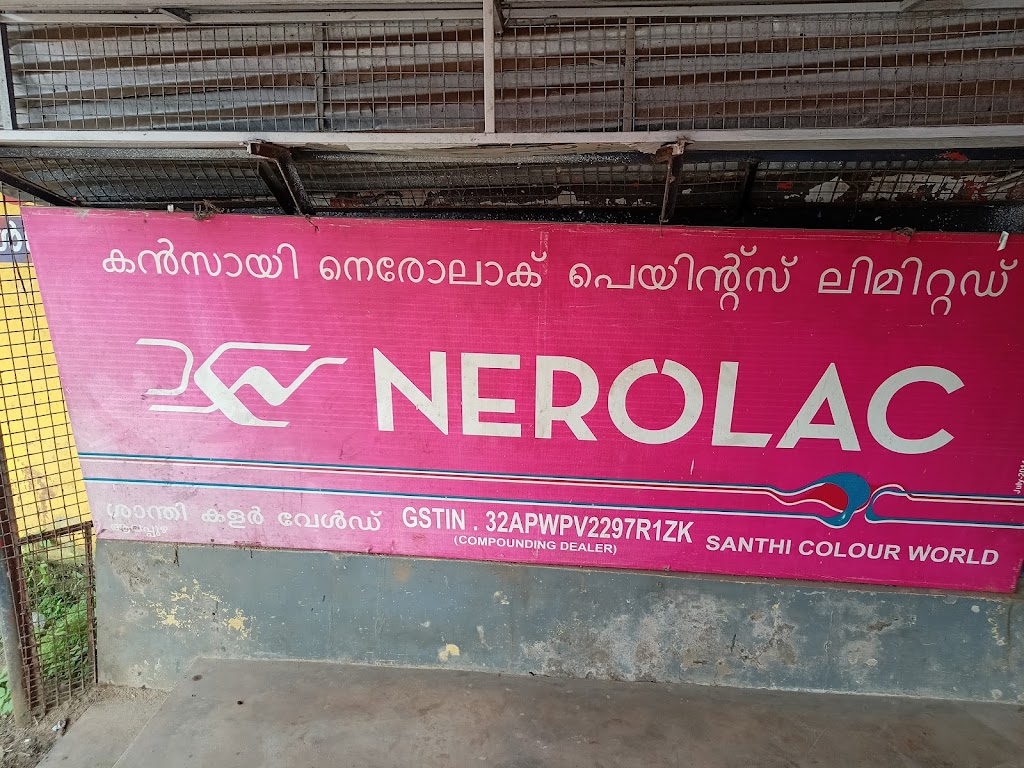 കൻസായി നെരോലാക് പെയിന്റ്സ് ലിമിറ്റഡ്
NEROLAC
ശാന്തി കളർ വേൾഡ്
GSTIN . 32APWPV2297R1ZK
(COMPOUNDING DEALER)
SANTHI COLOUR WORLD